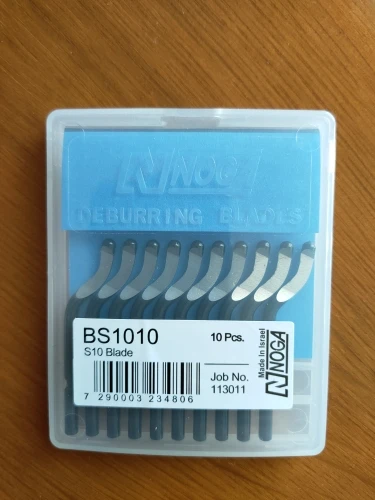 NOGA
DEBURRING BLADES
BS1010
10 Pcs.
S10 Blade
Job No.
113011
7 290003 234806
Made In Israel
NOGA